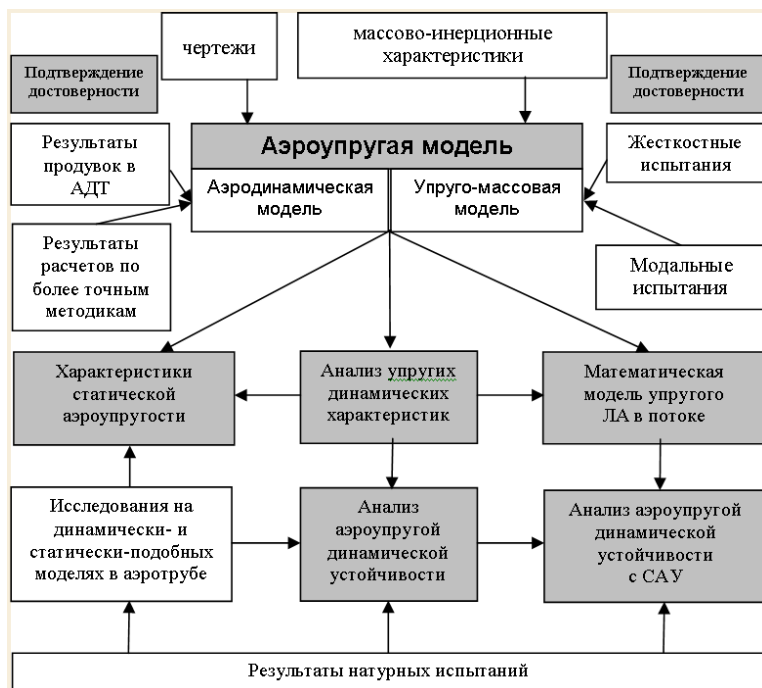 чертежи
массово-инерционные
характеристики
Подтверждение
достоверности
Подтверждение
достоверности
Аэроупругая модель
Результаты
продувок в
АДТ
Аэродинамическая
модель
Упруго-массовая
модель
Жесткостные
испытания
Результаты
расчетов по
более точным
методикам
Модальные
испытания
Характеристики
статической
аэроупругости
Анализ упругих
динамических
характеристик
Математическая
модель упругого
ЛА в потоке
Исследования на
динамически- и
статически-подобных
моделях в аэротрубе
Анализ
аэроупругой
динамической
устойчивости
Анализ аэроупругой
динамической
устойчивости
с САУ
Результаты натурных испытаний